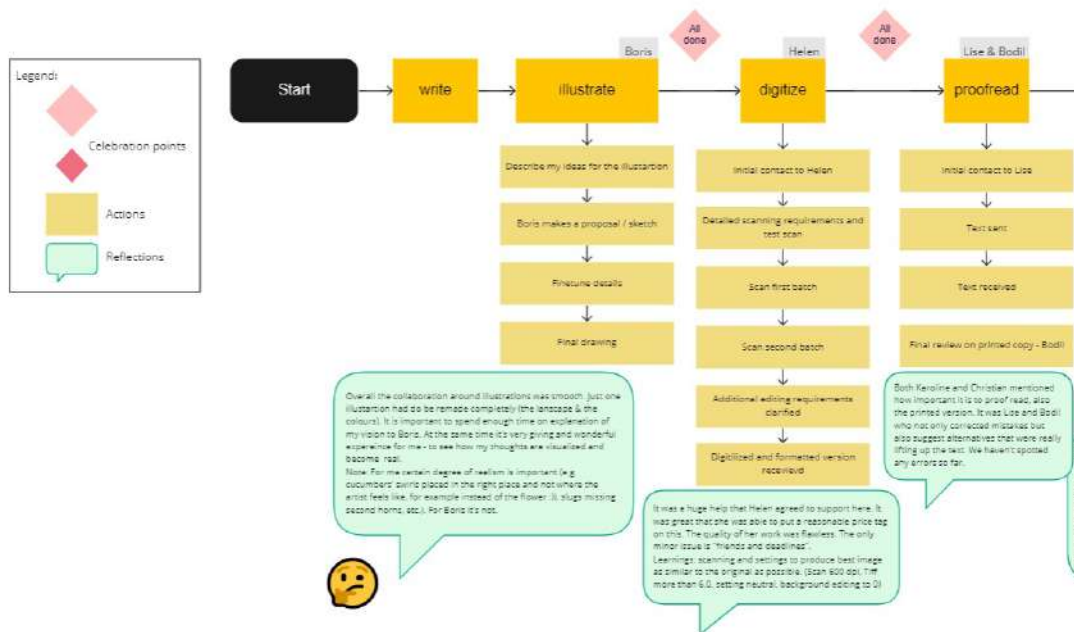 Legend:
Celebration points
Actions
Reflections
Start
write
Boris
illustrate
All
done
Helen
digitize
All
done
Lise & Bodil
proofread
Describe my ideas for the illustartion
Boris makes a proposal / sketch
Finetune details
Final drawing
Initial contact to Helen
Detailed scanning requirements and
test scan
Scan first batch
Scan second batch
Additional editing requirements
clarified
Digitilized and formatted version
recevievd
Initial contact to Lise
Text sent
Text received
Final review on printed copy - Bodil
Overall the collaboration around illustrations was smooth. Just one
illustartion had do be remade completely (the lanscape & the
colours). It is important to spend enough time on explenetion of
my vision to Boris. At the same time it's very giving and wonderful
expereince for me - to see how my thoughts are visualized and
become real.
Note: For me certain degree of realism is important (e.g.
cucumbers' swirls placed in the right place and not where the
artist feels like, for example instead of the flower :)), slugs missing
second horns, etc.). For Boris it's not.
It was a huge help that Helen agreed to support here. It
was great that she was able to put a reasonable price tag
on this. The quality of her work was flawless. The only
minor issue is "friends and deadlines".
Learnings: scanning and settings to produce best image
as similar to the original as possible. (Scan 600 dpi, Tiff
more than 6.0, setting neutral, background editing to 0)
Both Keroline and Christian mentioned
how important it is to proof read, also
the printed version. It was Lise and Bodil
who not only corrected mistakes but
also suggest alternatives that were really
lifting up the text. We haven't spotted
any errors so far.